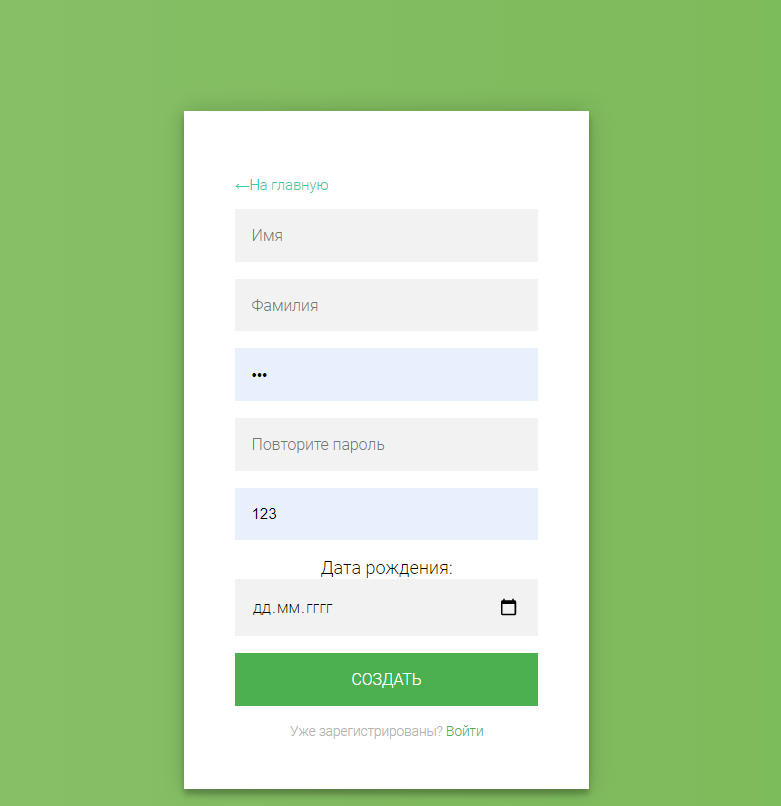 ←На главную
Имя
Фамилия
•••
Повторите пароль
123
Дата рождения:
дд.мм.гггг
СОЗДАТЬ
Уже зарегистрированы? Войти